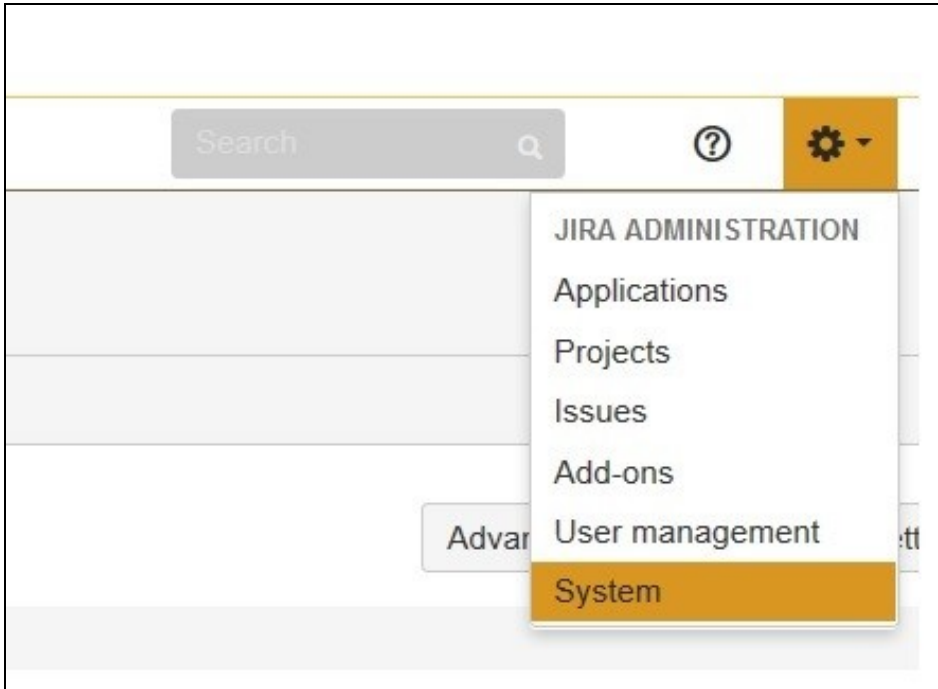 Search
JIRA ADMINISTRATION
Applications
Projects
Issues
Add-ons
User management
System